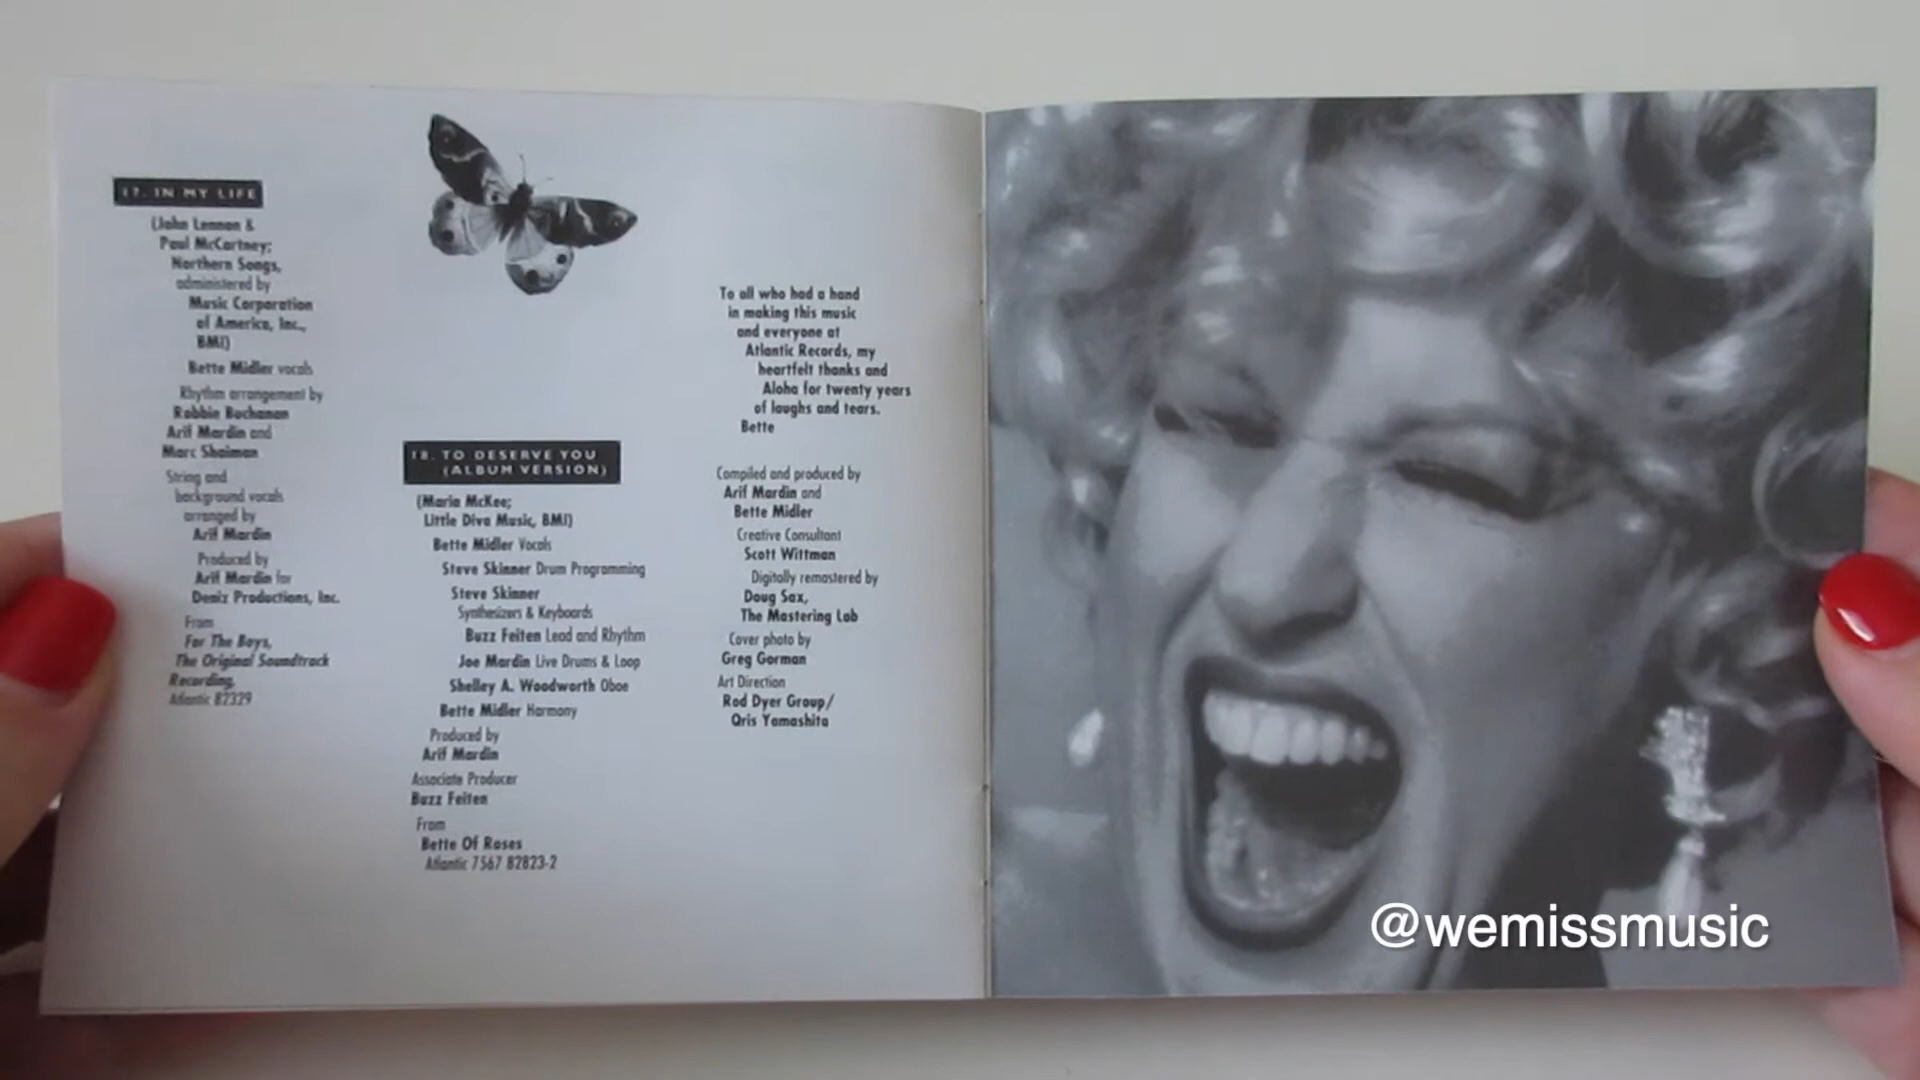 17. IN MY LIFE
(John Lennon &
Paul McCartney;
Northern Songs,
administered by
Music Corporation
of America, Inc.,
BMI)
Bette Midler vocals
Rhythm arrangement by
Robbie Buchanan
Arif Mardin and
Marc Shaiman
String and
background vocals
arranged by
Arif Mardin
Produced by
Arif Mardin for
Deniz Productions, Inc.
From
For The Boys,
The Original Soundtrack
Recording,
Atlantic 82329
18. TO DESERVE YOU
(ALBUM VERSION)
(Maria McKee;
Little Diva Music, BMI)
Bette Midler Vocals
Steve Skinner Drum Programming
Steve Skinner
Synthesizers & Keyboards
Buzz Feiten Lead and Rhythm
Joe Mardin Live Drums & Loop
Shelley A. Woodworth Oboe
Bette Midler Harmony
Produced by
Arif Mardin
Associate Producer
Buzz Feiten
From
Bette Of Roses
Atlantic 7567 82823-2
To all who had a hand
in making this music
and everyone at
Atlantic Records, my
heartfelt thanks and
Aloha for twenty years
of laughs and tears.
Bette
Compiled and produced by
Arif Mardin and
Bette Midler
Creative Consultant
Scott Wittman
Digitally remastered by
Doug Sax,
The Mastering Lab
Cover photo by
Greg Gorman
Art Direction
Rod Dyer Group/
Qris Yamashita
@wemissmusic